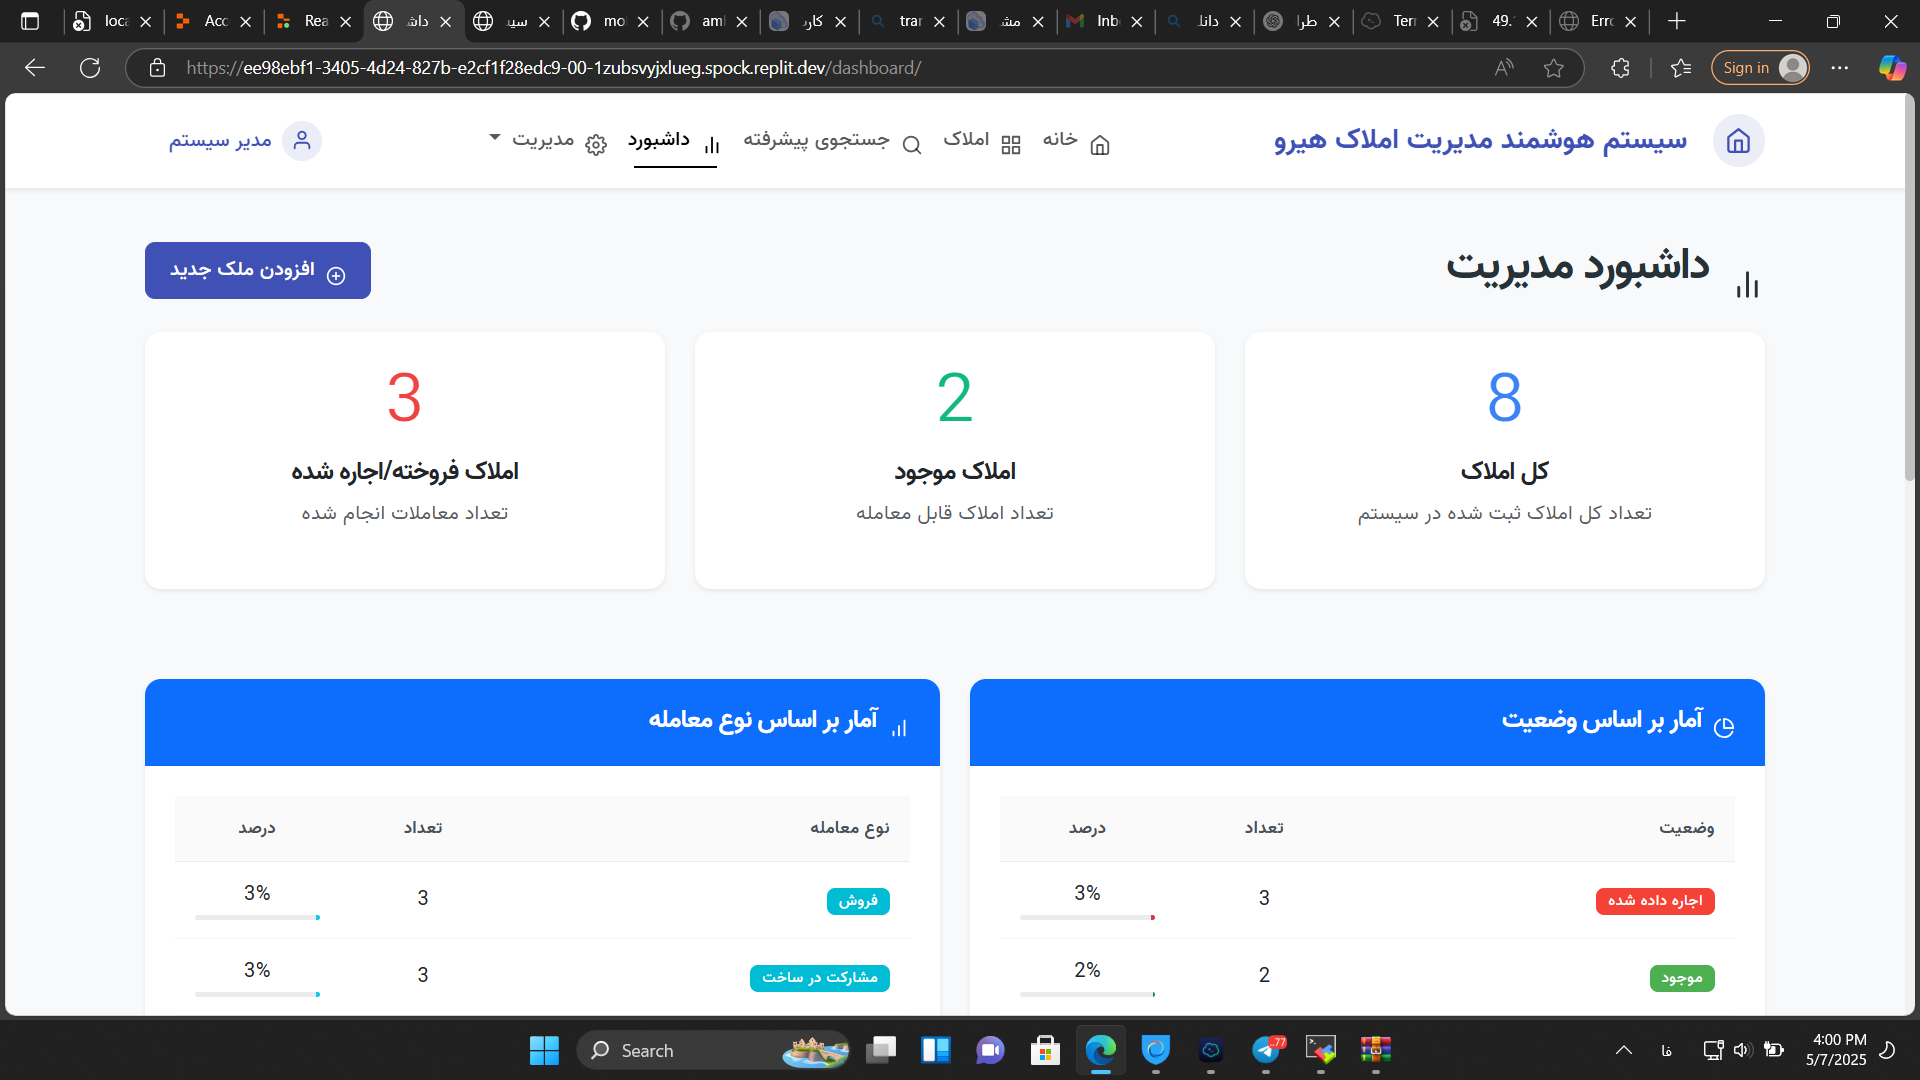 loca
Acc
Rea
داش
سیـ
mo
aml
کارب
trar
مش
Inb
دانلـ
طرا
Terr
49.
Erro
https://ee98ebf1-3405-4d24-827b-e2cf1f28edc9-00-1zubsvyjxlueg.spock.replit.dev/dashboard/
Sign in
سیستم هوشمند مدیریت املاک هیرو
خانه
املاک
جستجوی پیشرفته
داشبورد
مدیریت
مدیر سیستم
داشبورد مدیریت
افزودن ملک جدید
8
کل املاک
تعداد کل املاک ثبت شده در سیستم
2
املاک موجود
تعداد املاک قابل معامله
3
املاک فروخته/اجاره شده
تعداد معاملات انجام شده
آمار بر اساس وضعیت
وضعیت تعداد درصد
اجاره داده شده 3 3%
موجود 2 2%
آمار بر اساس نوع معامله
نوع معامله تعداد درصد
فروش 3 3%
مشارکت در ساخت 3 3%
Search
..77
فا
4:00 PM
5/7/2025